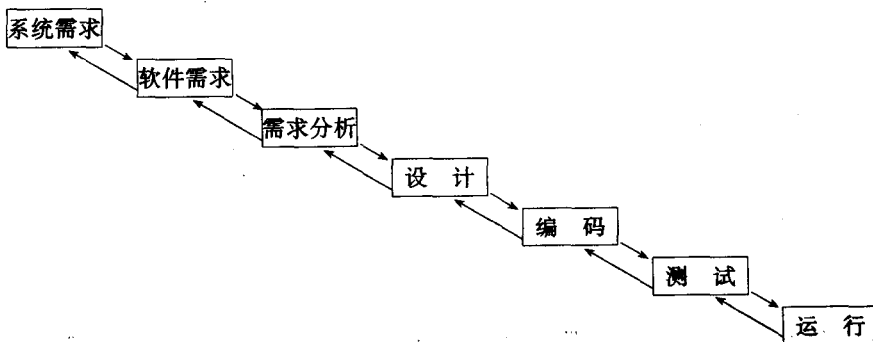 系统需求
软件需求
需求分析
设 计
编 码
测 试
运 行